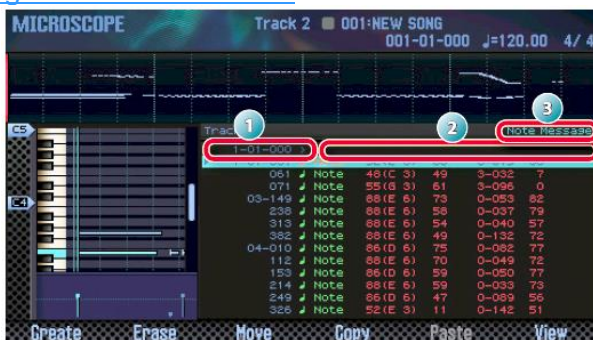 MICROSCOPE
Track 2 001:NEW SONG
001-01-000 ♩=120.00 4/4
3
1
2
C5
Trac
Note Message
1-01-000 >
C4
061 ♪ Note 48(C 3) 49 3-032 7
071 ♪ Note 55(G 3) 61 3-096 0
03-149 ♪ Note 88(E 6) 73 0-053 82
238 ♪ Note 88(E 6) 58 0-037 79
313 ♪ Note 88(E 6) 54 0-040 57
382 ♪ Note 88(E 6) 49 0-132 72
04-010 ♪ Note 86(D 6) 75 0-082 77
112 ♪ Note 88(E 6) 70 0-049 72
153 ♪ Note 86(D 6) 59 0-050 77
214 ♪ Note 88(E 6) 59 0-033 73
249 ♪ Note 86(D 6) 47 0-089 56
326 ♪ Note 52(E 3) 11 0-142 51
Create Erase Move Copy Paste View